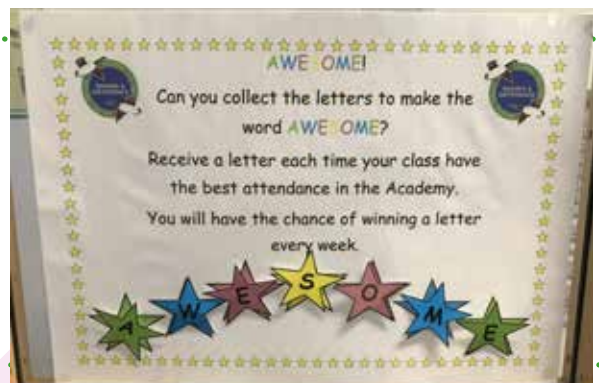 AWESOME!
Can you collect the letters to make the
word AWESOME?
Receive a letter each time your class have
the best attendance in the Academy.
You will have the chance of winning a letter
every week.
A W E S O M E